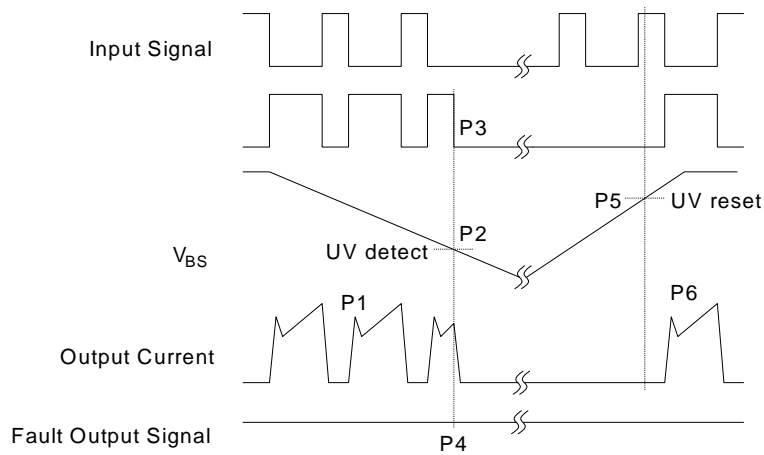 Input Signal
P3
P5 UV reset
P2
UV detect
VBS
P1
P6
Output Current
Fault Output Signal
P4